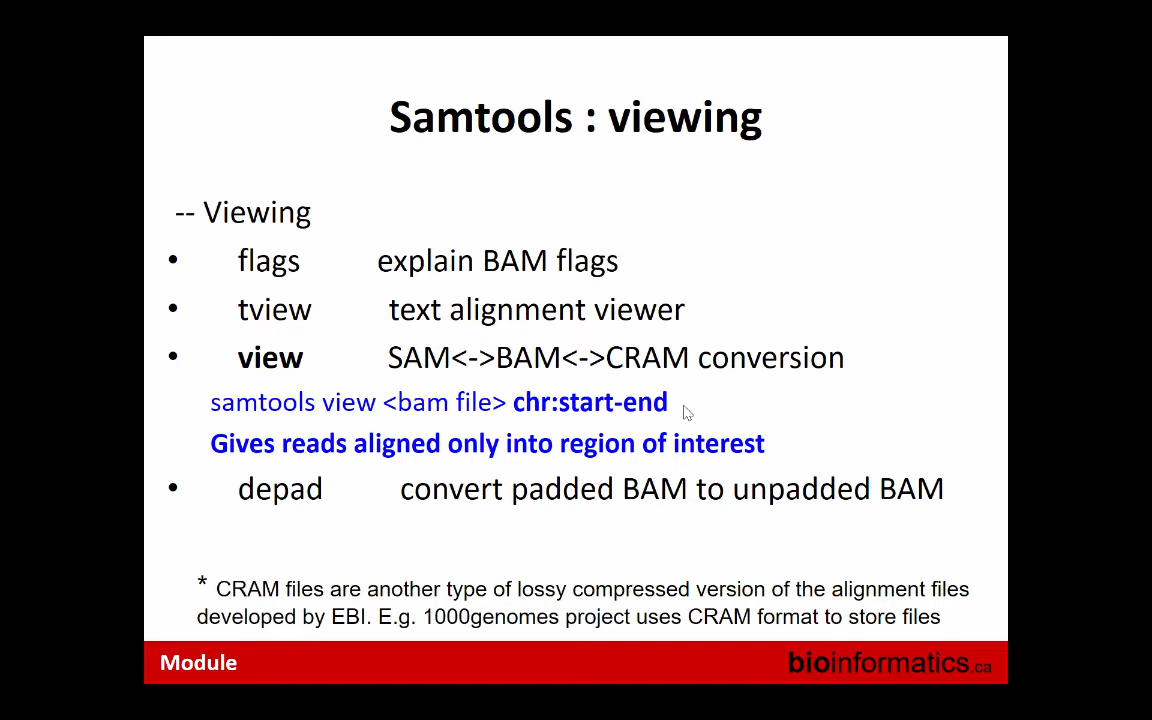 Samtools : viewing
-- Viewing
• flags explain BAM flags
• tview text alignment viewer
• view SAM<->BAM<->CRAM conversion
samtools view <bam file> chr:start-end
Gives reads aligned only into region of interest
• depad convert padded BAM to unpadded BAM
* CRAM files are another type of lossy compressed version of the alignment files
developed by EBI. E.g. 1000genomes project uses CRAM format to store files
Module bioinformatics.ca